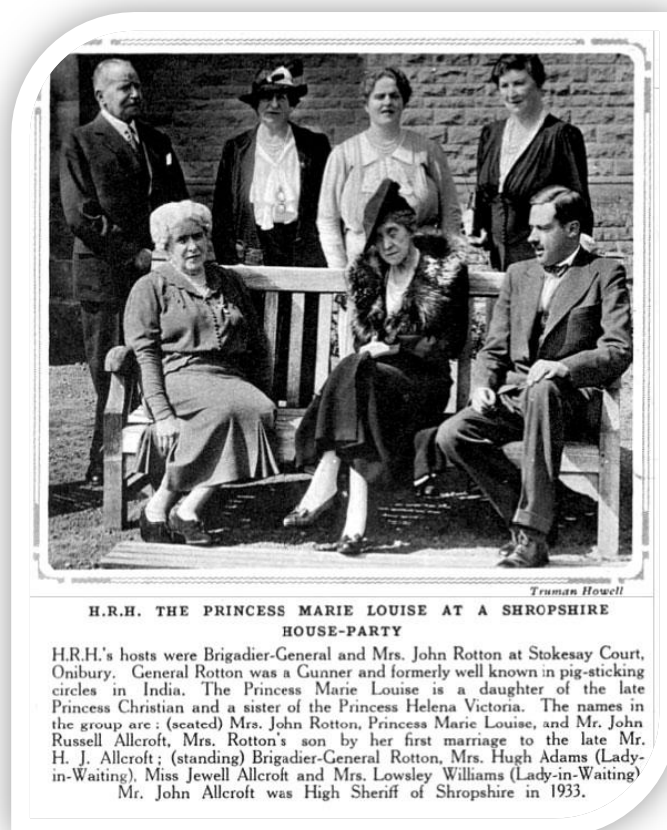 Truman Howell
H.R.H. THE PRINCESS MARIE LOUISE AT A SHROPSHIRE
HOUSE-PARTY
H.R.H.'s hosts were Brigadier-General and Mrs. John Rotton at Stokesay Court,
Onibury. General Rotton was a Gunner and formerly well known in pig-sticking
circles in India. The Princess Marie Louise is a daughter of the late
Princess Christian and a sister of the Princess Helena Victoria. The names in
the group are : (seated) Mrs. John Rotton, Princess Marie Louise, and Mr. John
Russell Allcroft, Mrs. Rotton's son by her first marriage to the late Mr.
H. J. Allcroft ; (standing) Brigadier-General Rotton, Mrs. Hugh Adams (Lady-
in-Waiting), Miss Jewell Allcroft and Mrs. Lowsley Williams (Lady-in-Waiting)
Mr. John Allcroft was High Sheriff of Shropshire in 1933.